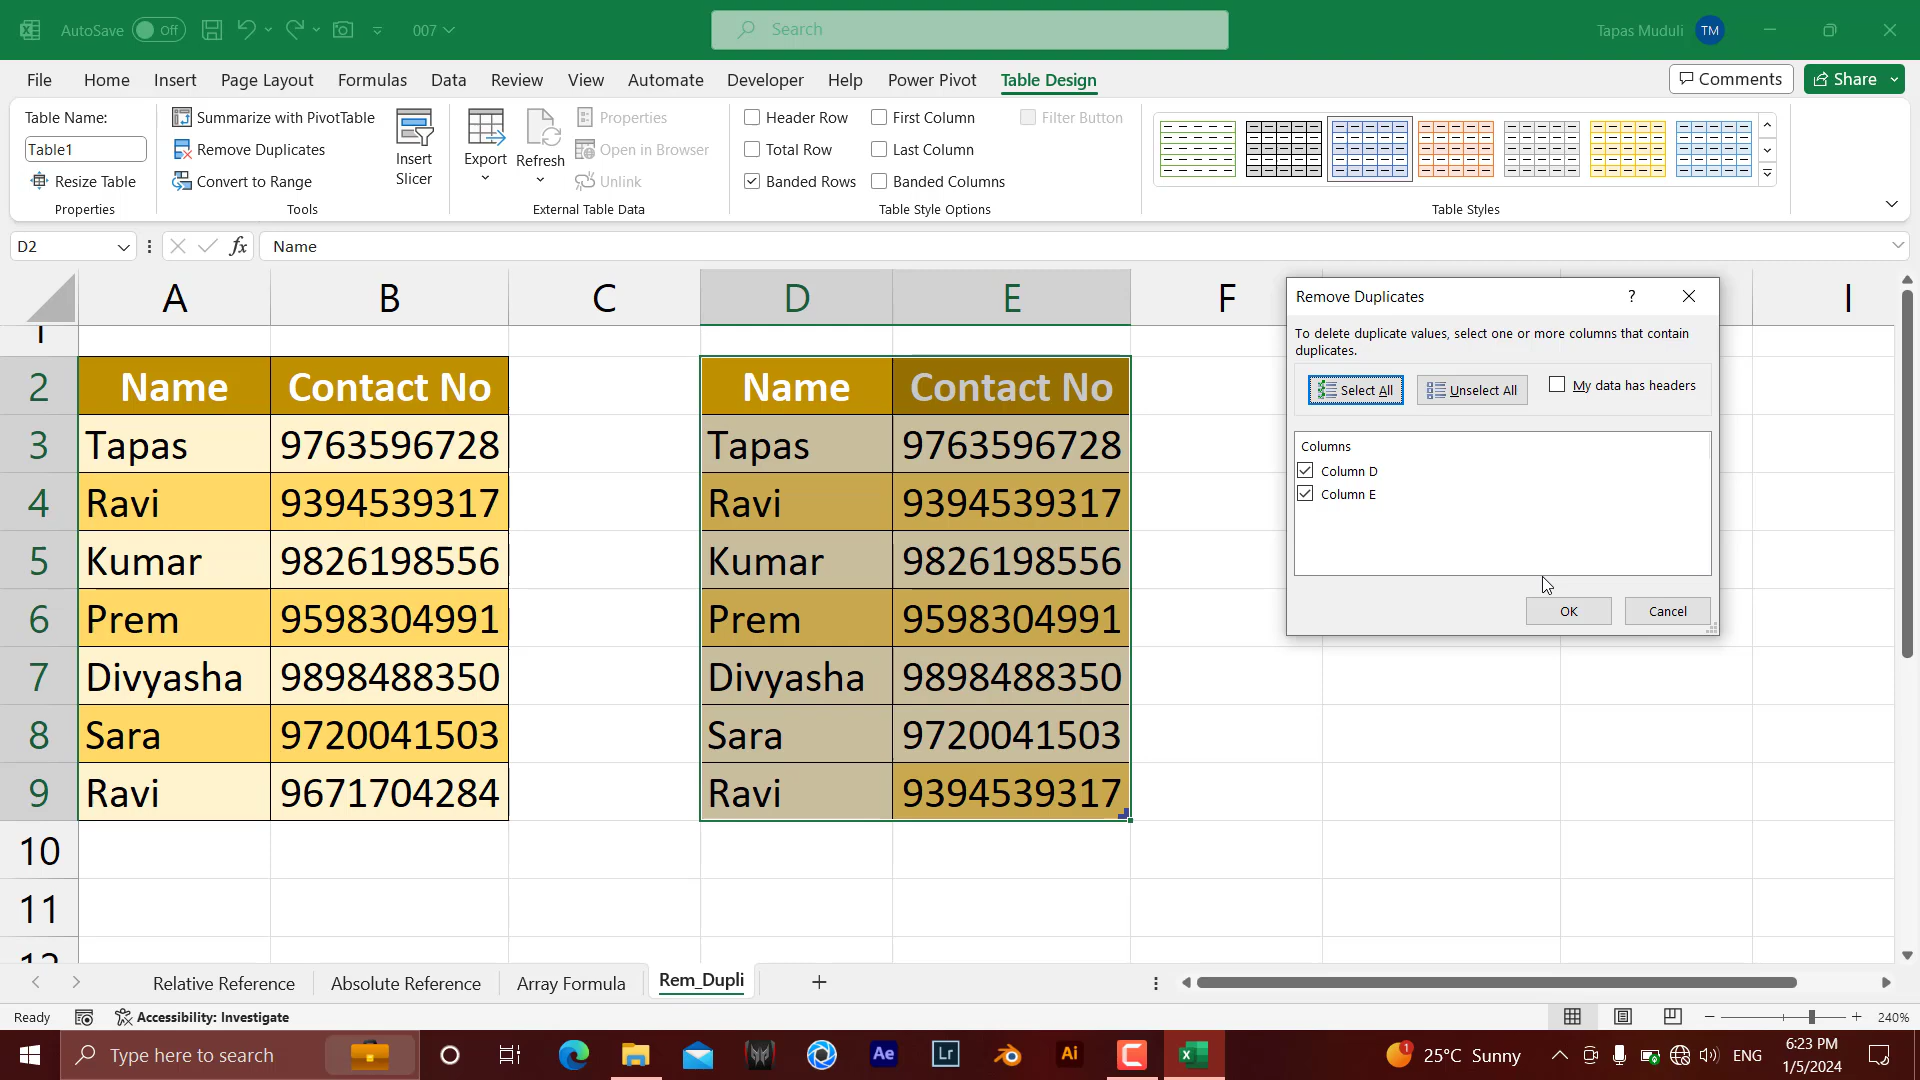 AutoSave Off 007 Search Tapas Muduli TM
File Home Insert Page Layout Formulas Data Review View Automate Developer Help Power Pivot Table Design Comments Share
Table Name:
Table1
Resize Table
Properties
Summarize with PivotTable
Remove Duplicates
Convert to Range
Tools
Insert
Slicer
Export
Refresh
Properties
Open in Browser
Unlink
External Table Data
Header Row First Column Filter Button
Total Row Last Column
Banded Rows Banded Columns
Table Style Options
Table Styles
D2 fx Name
A B C D E F I
1
2 Name Contact No Name Contact No
3 Tapas 9763596728 Tapas 9763596728
4 Ravi 9394539317 Ravi 9394539317
5 Kumar 9826198556 Kumar 9826198556
6 Prem 9598304991 Prem 9598304991
7 Divyasha 9898488350 Divyasha 9898488350
8 Sara 9720041503 Sara 9720041503
9 Ravi 9671704284 Ravi 9394539317
10
11
12
Remove Duplicates ?
To delete duplicate values, select one or more columns that contain
duplicates.
Select All Unselect All My data has headers
Columns
Column D
Column E
OK Cancel
Relative Reference Absolute Reference Array Formula Rem_Dupli
Ready Accessibility: Investigate 240%
Type here to search Ae Lr Ai 1 25°C Sunny ENG 6:23 PM
1/5/2024